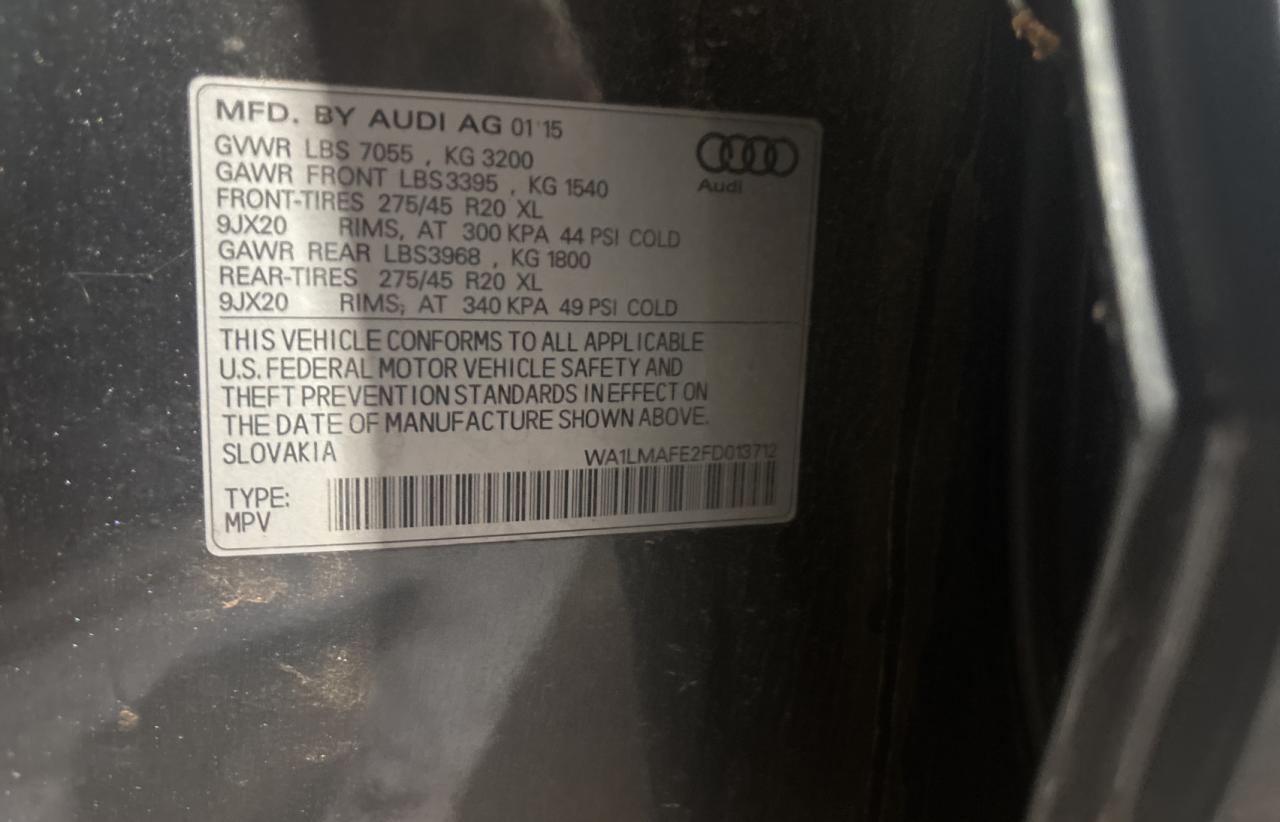 MFD. BY AUDI AG 01 15
GVWR LBS 7055 , KG 3200
GAWR FRONT LBS3395 , KG 1540
FRONT-TIRES 275/45 R20 XL
9JX20 RIMS, AT 300 KPA 44 PSI COLD
GAWR REAR LBS3968 , KG 1800
REAR-TIRES 275/45 R20 XL
9JX20 RIMS, AT 340 KPA 49 PSI COLD
Audi
THIS VEHICLE CONFORMS TO ALL APPLICABLE
U.S. FEDERAL MOTOR VEHICLE SAFETY AND
THEFT PREVENTION STANDARDS IN EFFECT ON
THE DATE OF MANUFACTURE SHOWN ABOVE.
SLOVAKIA WA1LMAFE2FD013712
TYPE:
MPV